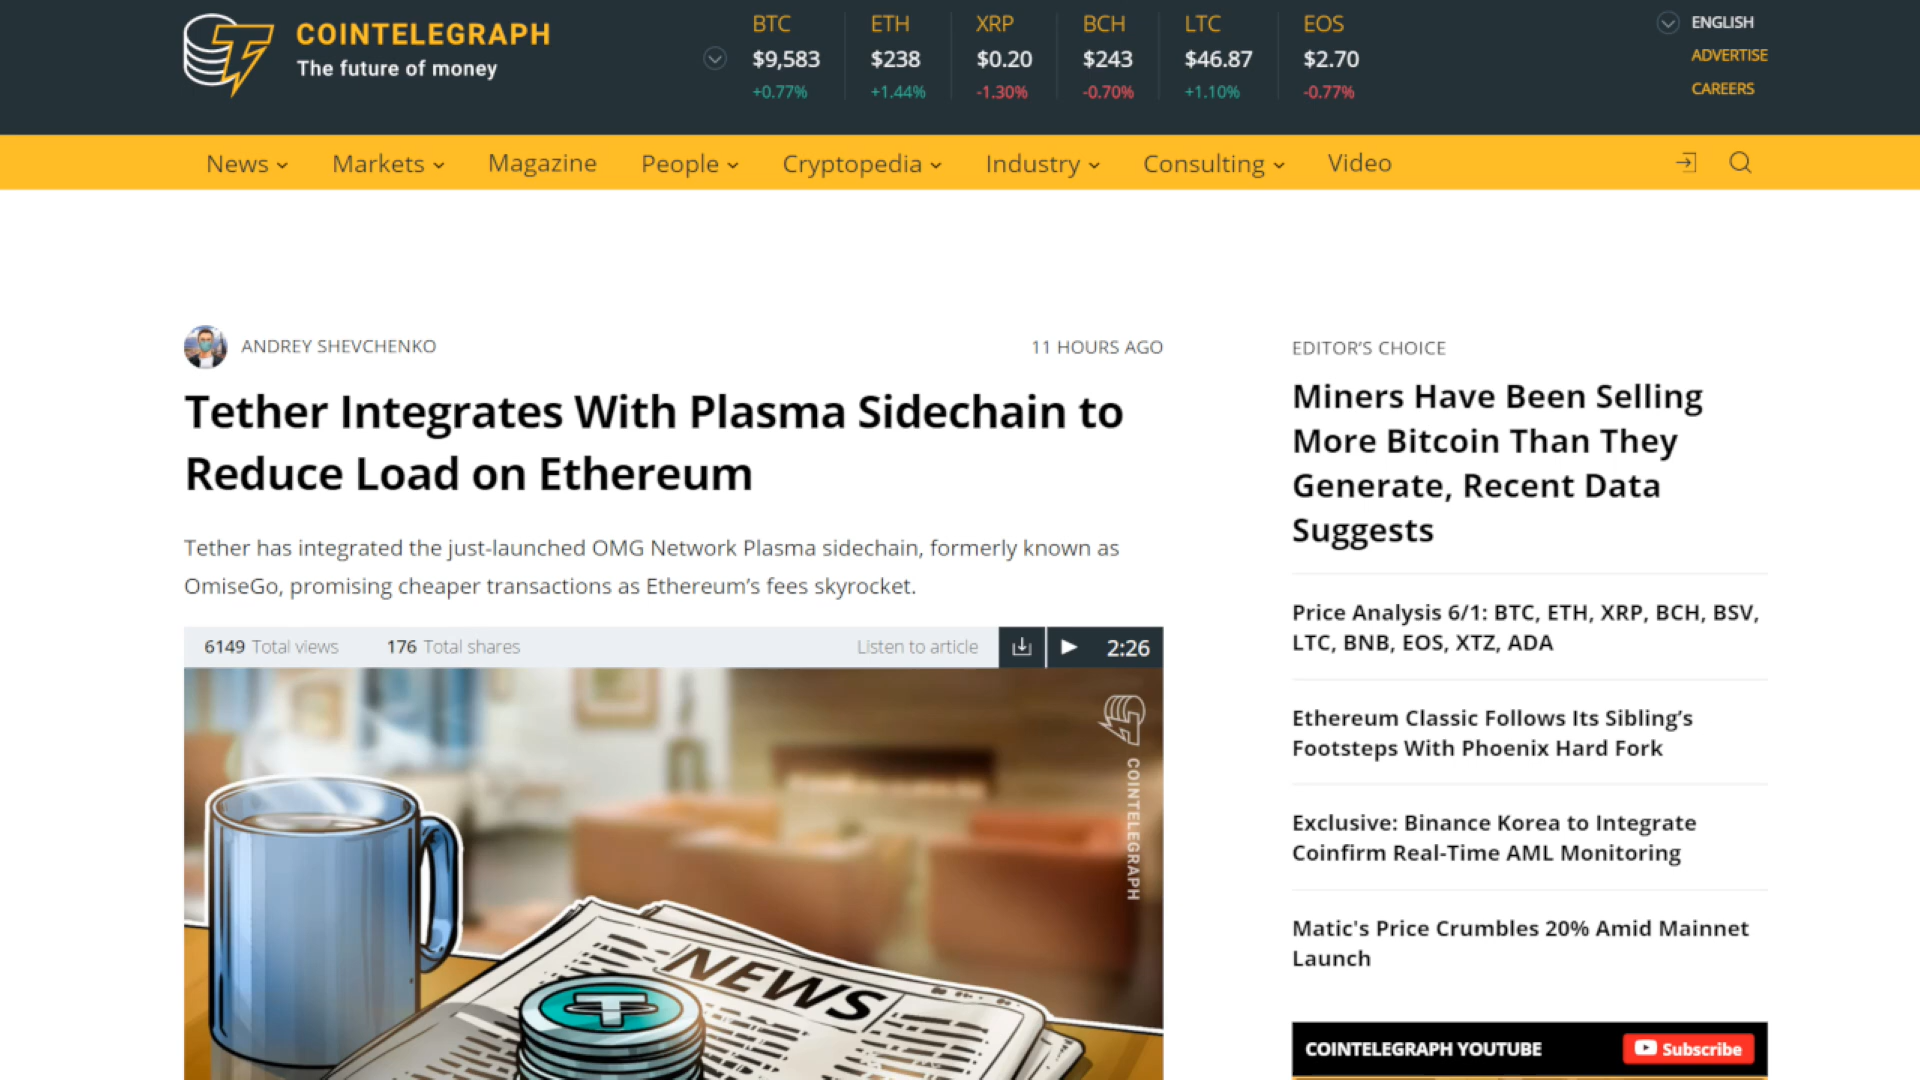 COINTELEGRAPH
The future of money
BTC
$9,583
+0.77%
ETH
$238
+1.44%
XRP
$0.20
-1.30%
BCH
$243
-0.70%
LTC
$46.87
+1.10%
EOS
$2.70
-0.77%
ENGLISH
ADVERTISE
CAREERS
News
Markets
Magazine
People
Cryptopedia
Industry
Consulting
Video
ANDREY SHEVCHENKO
11 HOURS AGO
Tether Integrates With Plasma Sidechain to
Reduce Load on Ethereum
Tether has integrated the just-launched OMG Network Plasma sidechain, formerly known as
OmiseGo, promising cheaper transactions as Ethereum’s fees skyrocket.
6149 Total views
176 Total shares
Listen to article
2:26
COINTELEGRAPH
NEWS
EDITOR’S CHOICE
Miners Have Been Selling
More Bitcoin Than They
Generate, Recent Data
Suggests
Price Analysis 6/1: BTC, ETH, XRP, BCH, BSV,
LTC, BNB, EOS, XTZ, ADA
Ethereum Classic Follows Its Sibling’s
Footsteps With Phoenix Hard Fork
Exclusive: Binance Korea to Integrate
Coinfirm Real-Time AML Monitoring
Matic's Price Crumbles 20% Amid Mainnet
Launch
COINTELEGRAPH YOUTUBE
Subscribe